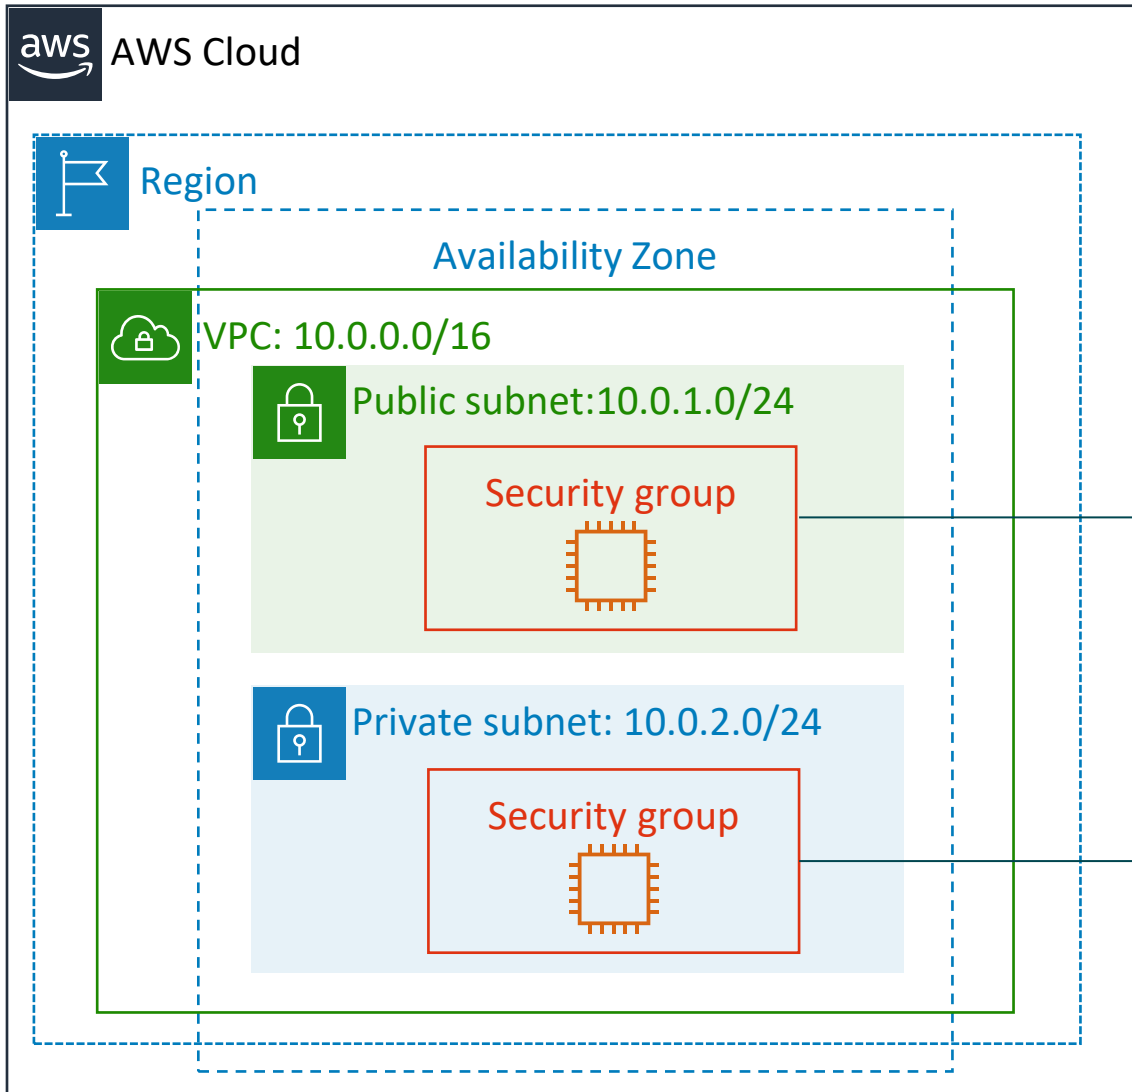 aws
AWS Cloud
Region
Availability Zone
VPC: 10.0.0.0/16
Public subnet:10.0.1.0/24
Security group
Private subnet: 10.0.2.0/24
Security group